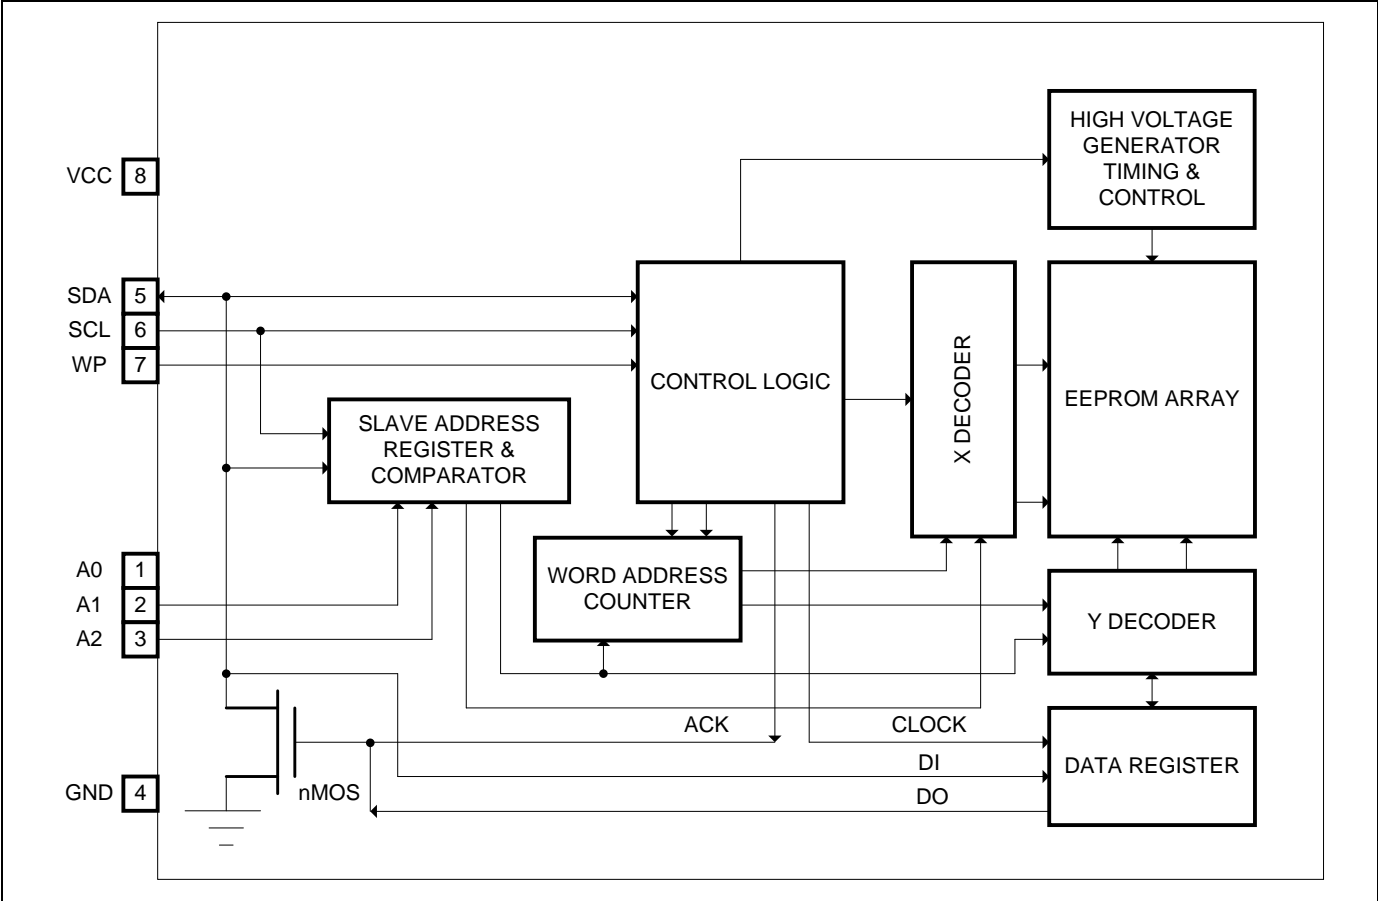 HIGH VOLTAGE
GENERATOR
TIMING &
CONTROL
VCC 8
SDA 5
SCL 6
WP 7
CONTROL LOGIC
X DECODER
EEPROM ARRAY
SLAVE ADDRESS
REGISTER &
COMPARATOR
A0 1
A1 2
A2 3
WORD ADDRESS
COUNTER
Y DECODER
ACK
CLOCK
DI
DATA REGISTER
GND 4
nMOS
DO